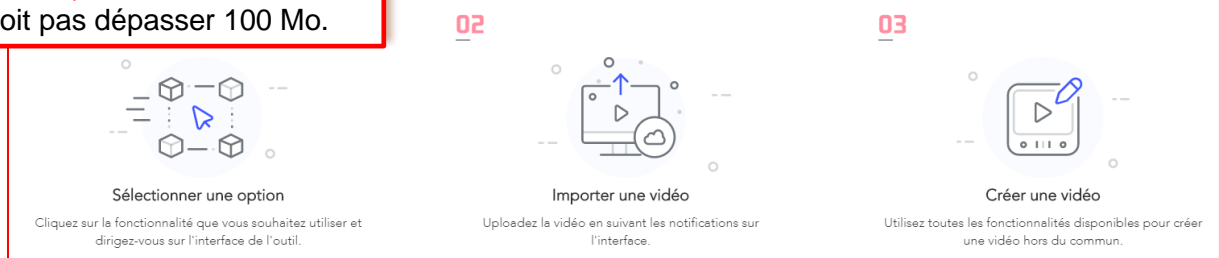 oit pas dépasser 100 Mo.
02
03
Sélectionner une option
Cliquez sur la fonctionnalité que vous souhaitez utiliser et
dirigez-vous sur l'interface de l'outil.
Importer une vidéo
Uploadez la vidéo en suivant les notifications sur
l'interface.
Créer une vidéo
Utilisez toutes les fonctionnalités disponibles pour créer
une vidéo hors du commun.